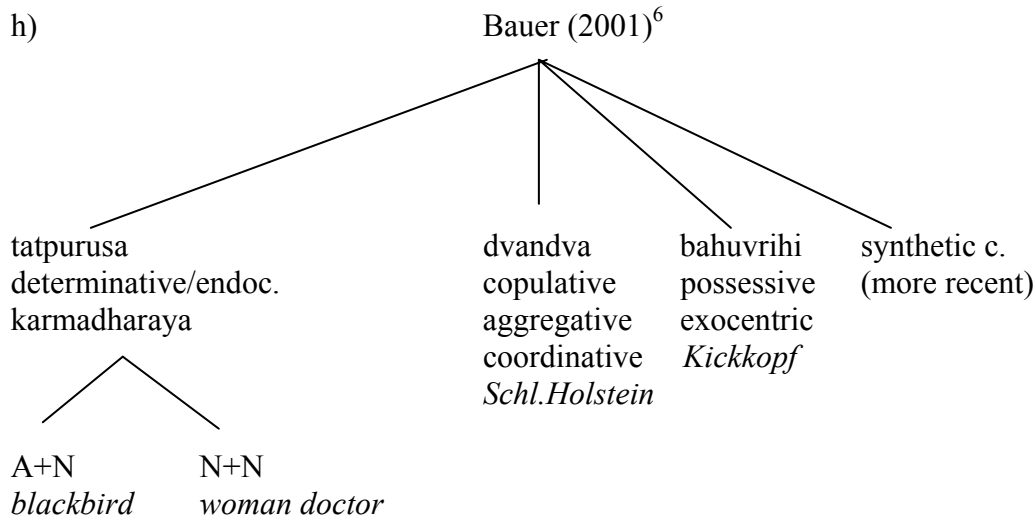 h) Bauer (2001)6
tatpurusa dvandva bahuvrihi synthetic c.
determinative/endoc. copulative possessive (more recent)
karmadharaya aggregative exocentric
coordinative Kickkopf
Schl.Holstein
A+N N+N
blackbird woman doctor